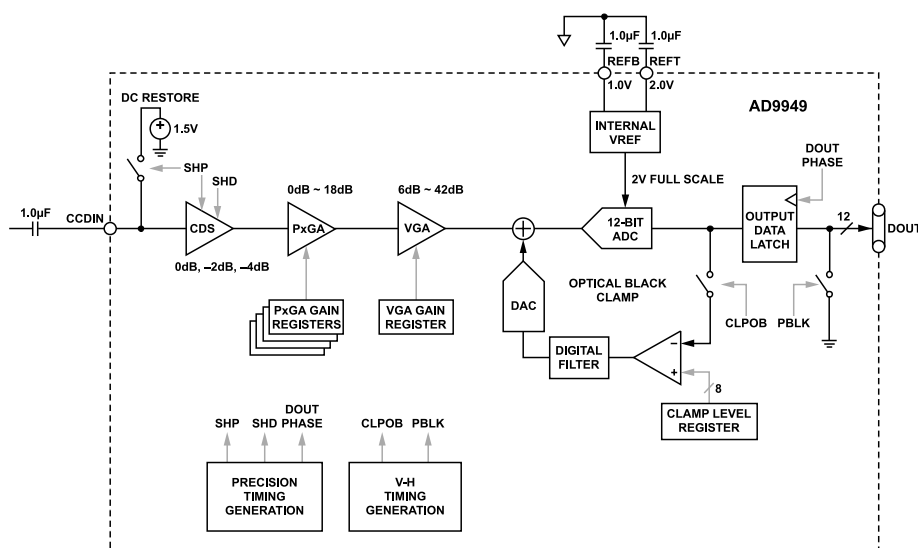 1.0µF 1.0µF
REFB REFT
1.0V 2.0V
DC RESTORE
AD9949
1.5V
INTERNAL
VREF
SHP
SHD
DOUT
PHASE
0dB ~ 18dB
6dB ~ 42dB
2V FULL SCALE
1.0µF
CCDIN
CDS
PxGA
VGA
12-BIT
ADC
OUTPUT
DATA
LATCH
12
DOUT
0dB, –2dB, –4dB
DAC
OPTICAL BLACK
CLAMP
PxGA GAIN
REGISTERS
VGA GAIN
REGISTER
CLPOB
PBLK
DIGITAL
FILTER
–
+
8
CLAMP LEVEL
REGISTER
SHP SHD DOUT
PHASE
CLPOB PBLK
PRECISION
TIMING
GENERATION
V-H
TIMING
GENERATION